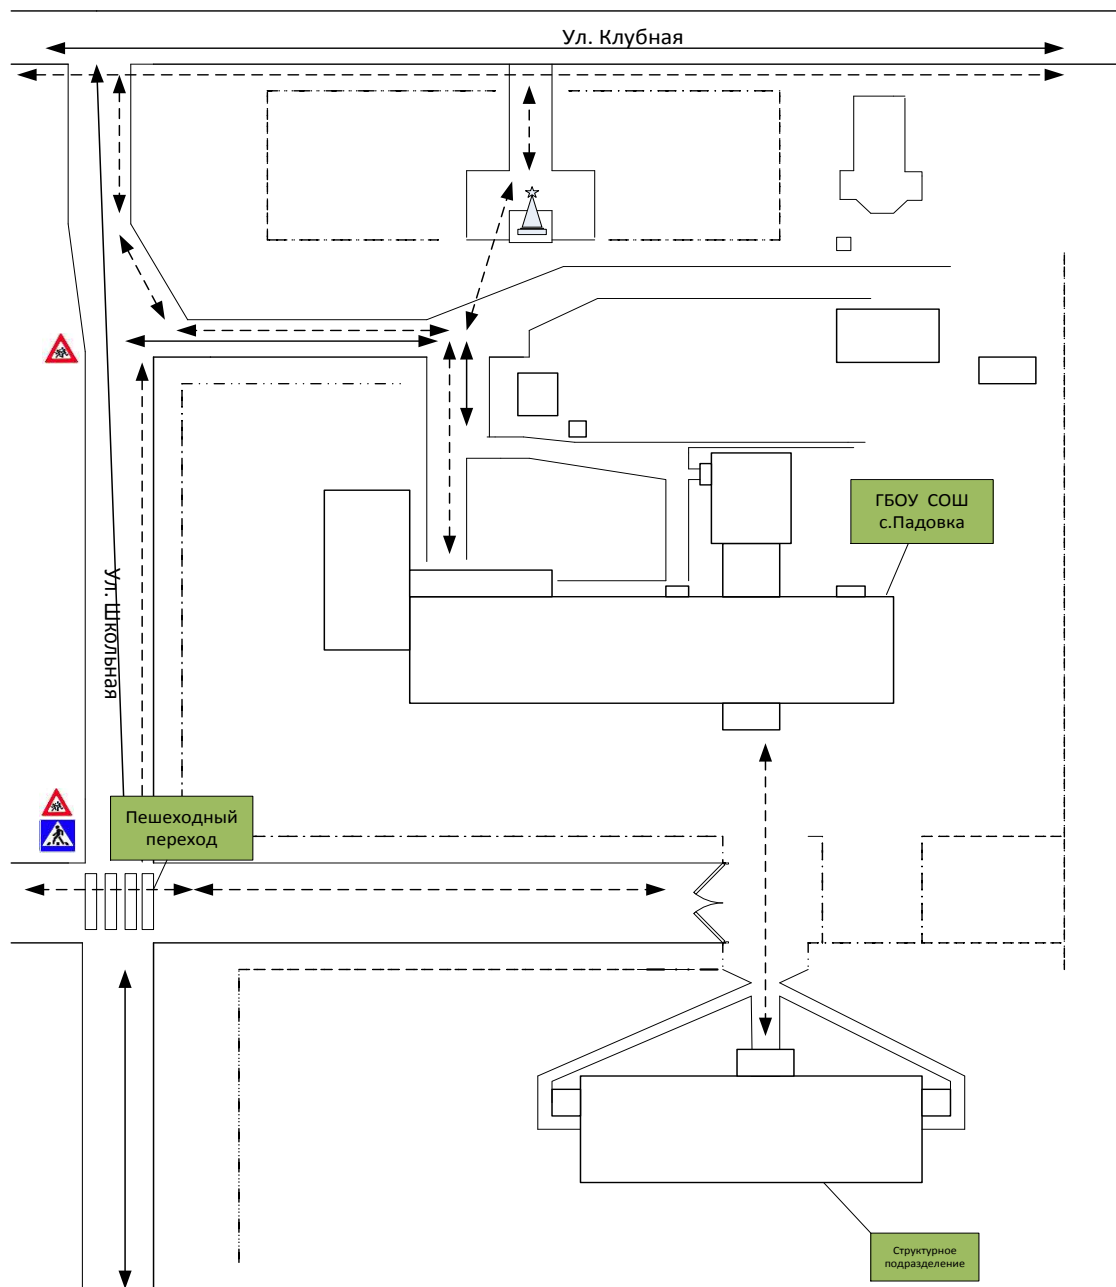 Ул. Клубная
ГБОУ СОШ
с.Падовка
Ул. Школьная
Пешеходный
переход
Структурное
подразделение